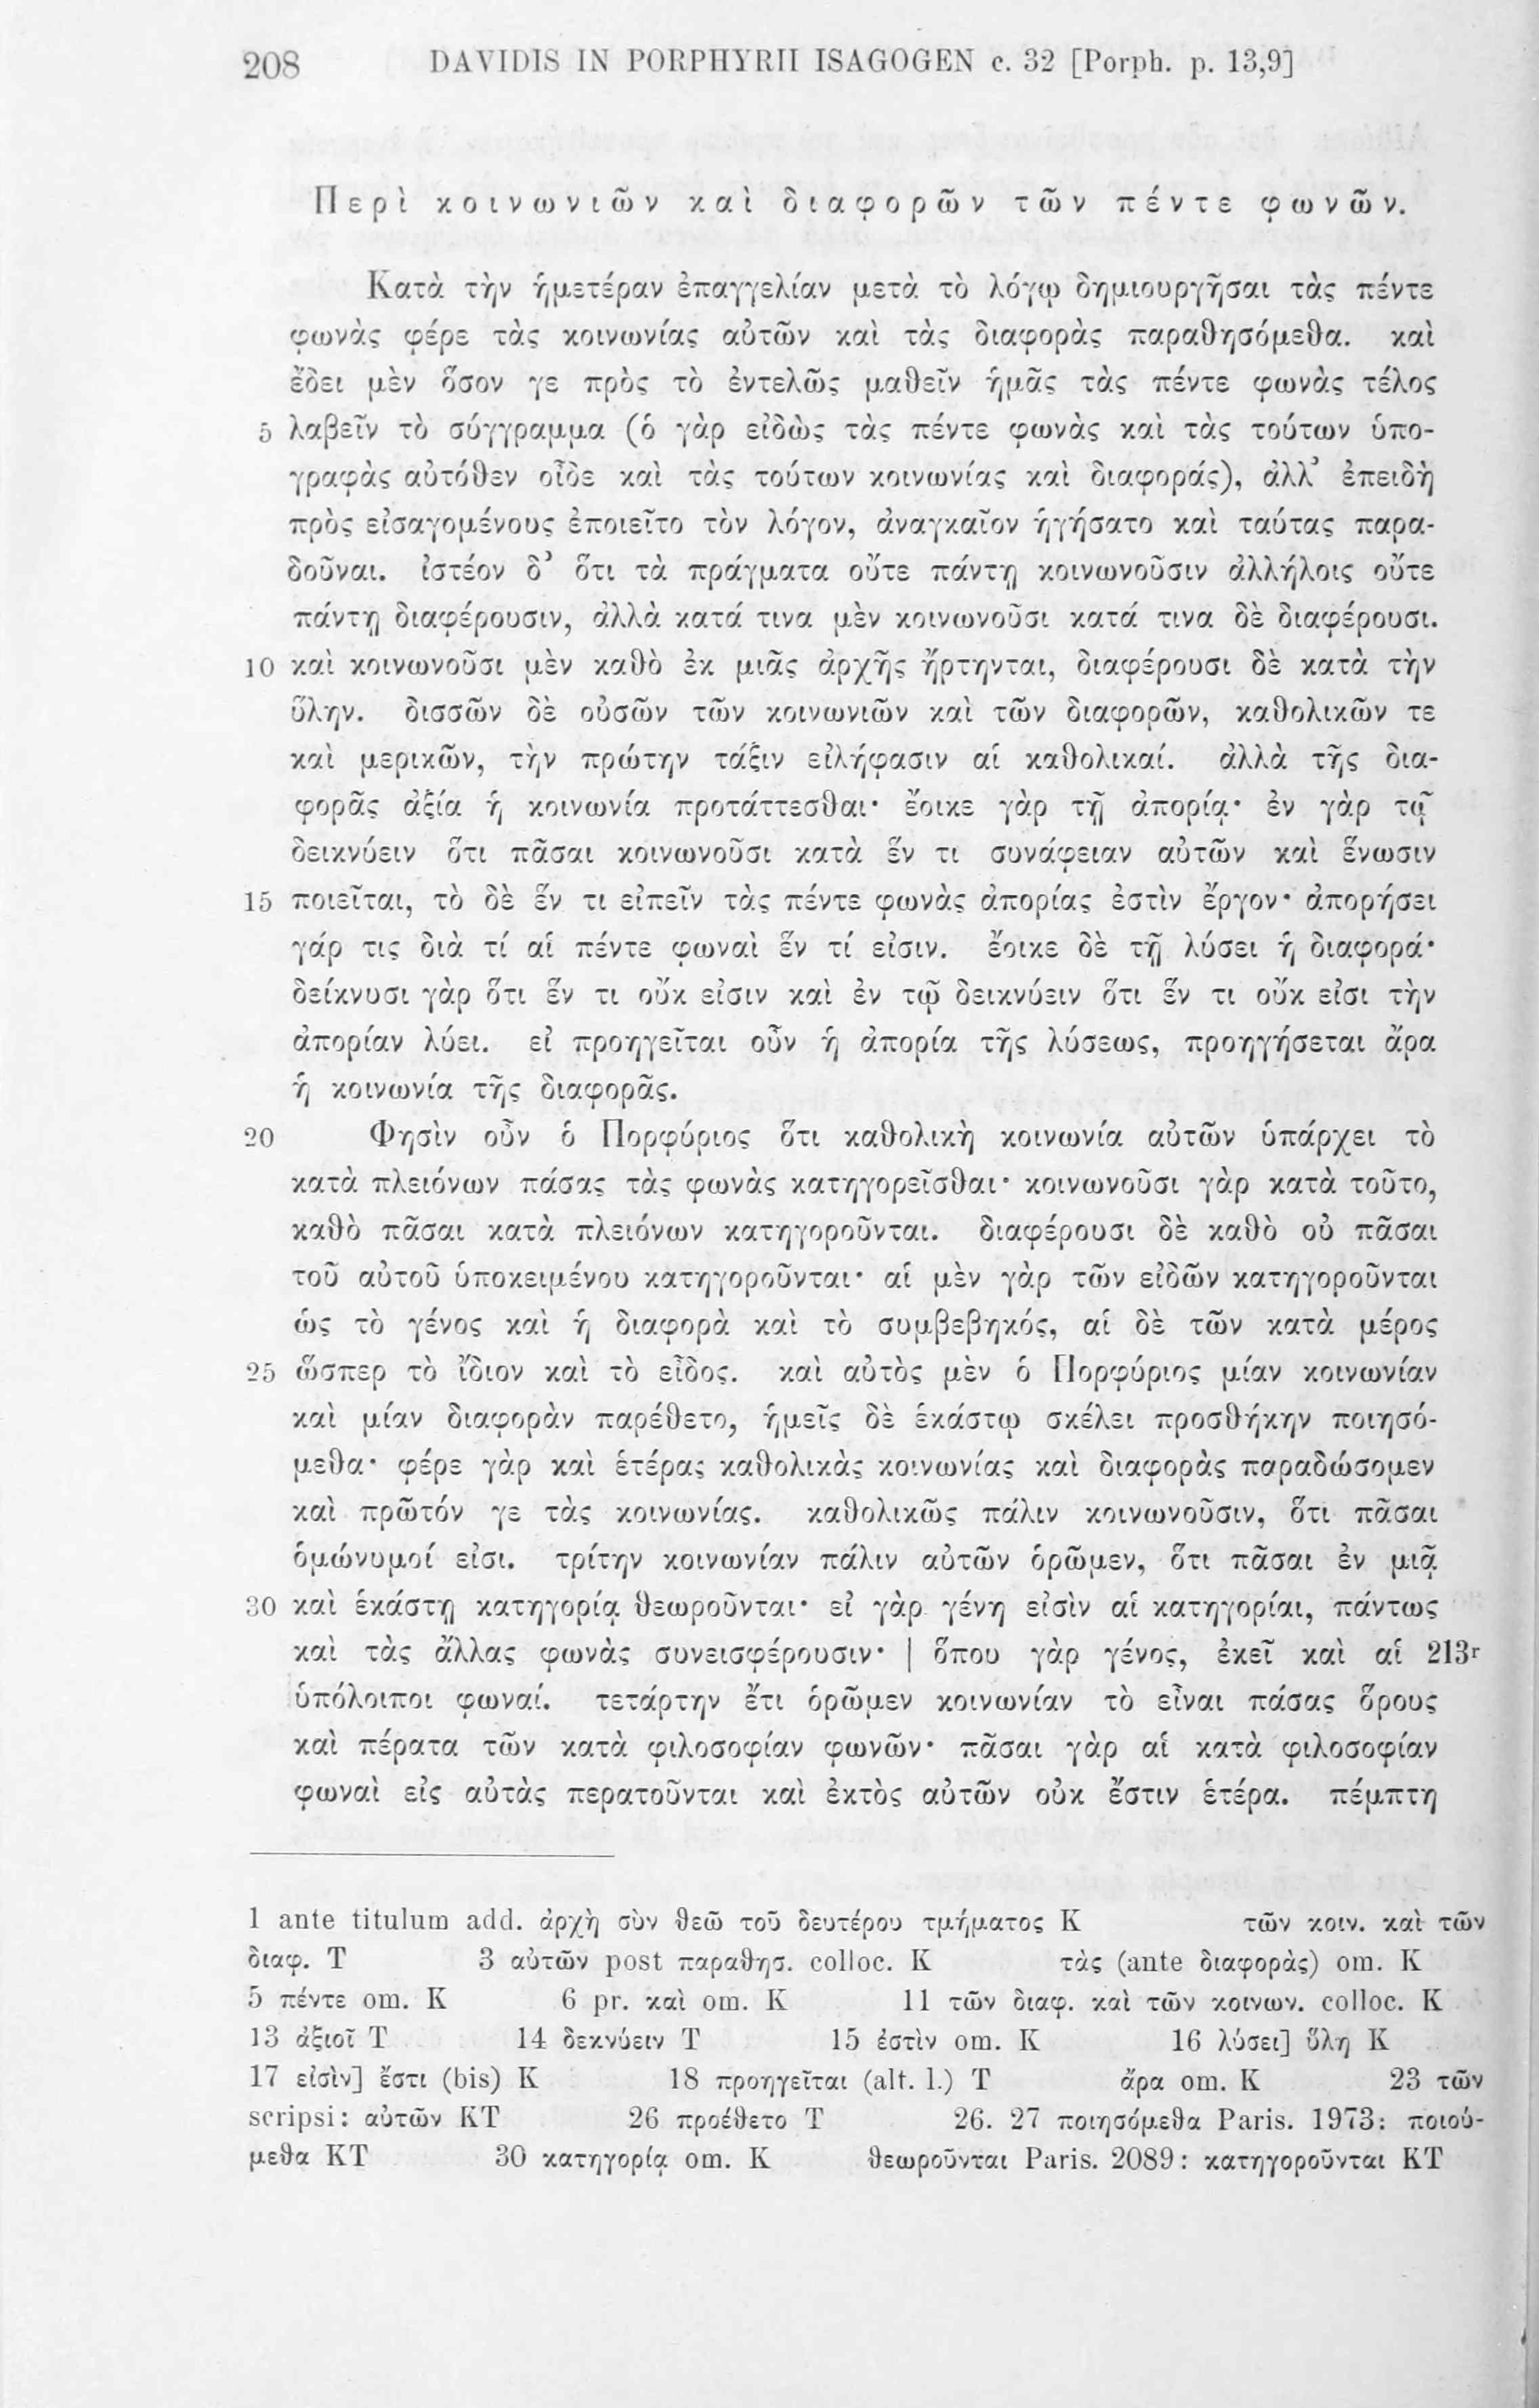 208 DAVIDIS IN PORPHYRII ISAGOGEN c. 32 [Porph. p. 13,9]
Περὶ κοινωνιῶν καὶ διαφορῶν τῶν πέντε φωνῶν.
Κατὰ τὴν ἡμετέραν ἐπαγγελίαν μετὰ τὸ λόγῳ δημιουργῆσαι τὰς πέντε
φωνὰς φέρε τὰς κοινωνίας αὐτῶν καὶ τὰς διαφορὰς παραθησόμεθα. καὶ
ἔδει μὲν ὅσον γε πρὸς τὸ ἐντελῶς μαθεῖν ἡμᾶς τὰς πέντε φωνὰς τέλος
5 λαβεῖν τὸ σύγγραμμα (ὁ γὰρ εἰδὼς τὰς πέντε φωνὰς καὶ τὰς τούτων ὑπο-
γραφὰς αὐτόθεν οἶδε καὶ τὰς τούτων κοινωνίας καὶ διαφοράς), ἀλλ’ ἐπειδὴ
πρὸς εἰσαγομένους ἐποιεῖτο τὸν λόγον, ἀναγκαῖον ἡγήσατο καὶ ταύτας παρα-
δοῦναι. ἰστέον δ’ ὅτι τὰ πράγματα οὔτε πάντῃ κοινωνοῦσιν ἀλλήλοις οὔτε
πάντῃ διαφέρουσιν, ἀλλὰ κατά τινα μὲν κοινωνοῦσι κατά τινα δὲ διαφέρουσι.
10 καὶ κοινωνοῦσι μὲν καθὸ ἐκ μιᾶς ἀρχῆς ἤρτηνται, διαφέρουσι δὲ κατὰ τὴν
ὕλην. δισσῶν δὲ οὐσῶν τῶν κοινωνιῶν καὶ τῶν διαφορῶν, καθολικῶν τε
καὶ μερικῶν, τὴν πρώτην τάξιν εἰλήφασιν αἱ καθολικαί. ἀλλὰ τῆς δια-
φορᾶς ἀξία ἡ κοινωνία προτάττεσθαι· ἔοικε γὰρ τῇ ἀπορίᾳ· ἐν γὰρ τῷ
δεικνύειν ὅτι πᾶσαι κοινωνοῦσι κατὰ ἕν τι συνάφειαν αὐτῶν καὶ ἕνωσιν
15 ποιεῖται, τὸ δὲ ἕν τι εἰπεῖν τὰς πέντε φωνὰς ἀπορίας ἐστὶν ἔργον· ἀπορήσει
γάρ τις διὰ τί αἱ πέντε φωναὶ ἕν τί εἰσιν. ἔοικε δὲ τῇ λύσει ἡ διαφορά·
δείκνυσι γὰρ ὅτι ἕν τι οὔκ εἰσιν καὶ ἐν τῷ δεικνύειν ὅτι ἕν τι οὔκ εἰσι τὴν
ἀπορίαν λύει. εἰ προηγεῖται οὖν ἡ ἀπορία τῆς λύσεως, προηγήσεται ἄρα
ἡ κοινωνία τῆς διαφορᾶς.
20 Φησὶν οὖν ὁ Πορφύριος ὅτι καθολικὴ κοινωνία αὐτῶν ὑπάρχει τὸ
κατὰ πλειόνων πάσας τὰς φωνὰς κατηγορεῖσθαι· κοινωνοῦσι γὰρ κατὰ τοῦτο,
καθὸ πᾶσαι κατὰ πλειόνων κατηγοροῦνται. διαφέρουσι δὲ καθὸ οὐ πᾶσαι
τοῦ αὐτοῦ ὑποκειμένου κατηγοροῦνται· αἱ μὲν γὰρ τῶν εἰδῶν κατηγοροῦνται
ὡς τὸ γένος καὶ ἡ διαφορὰ καὶ τὸ συμβεβηκός, αἱ δὲ τῶν κατὰ μέρος
25 ὥσπερ τὸ ἴδιον καὶ τὸ εἶδος. καὶ αὐτὸς μὲν ὁ Πορφύριος μίαν κοινωνίαν
καὶ μίαν διαφορὰν παρέθετο, ἡμεῖς δὲ ἑκάστῳ σκέλει προσθήκην ποιησό-
μεθα· φέρε γὰρ καὶ ἑτέρας καθολικὰς κοινωνίας καὶ διαφορὰς παραδώσομεν
καὶ πρῶτόν γε τὰς κοινωνίας. καθολικῶς πάλιν κοινωνοῦσιν, ὅτι πᾶσαι
ὁμώνυμοί εἰσι. τρίτην κοινωνίαν πάλιν αὐτῶν ὁρῶμεν, ὅτι πᾶσαι ἐν μιᾷ
30 καὶ ἑκάστῃ κατηγορίᾳ θεωροῦνται· εἰ γὰρ γένη εἰσὶν αἱ κατηγορίαι, πάντως
καὶ τὰς ἄλλας φωνὰς συνεισφέρουσιν· | ὅπου γὰρ γένος, ἐκεῖ καὶ αἱ 213r
ὑπόλοιποι φωναί. τετάρτην ἔτι ὁρῶμεν κοινωνίαν τὸ εἶναι πάσας ὅρους
καὶ πέρατα τῶν κατὰ φιλοσοφίαν φωνῶν· πᾶσαι γὰρ αἱ κατὰ φιλοσοφίαν
φωναὶ εἰς αὐτὰς περατοῦνται καὶ ἐκτὸς αὐτῶν οὐκ ἔστιν ἑτέρα. πέμπτη
1 ante titulum add. ἀρχὴ σὺν θεῶ τοῦ δευτέρου τμήματος K τῶν κοιν. καὶ τῶν
διαφ. T 3 αὐτῶν post παραθησ. colloc. K τὰς (ante διαφορὰς) om. K
5 πέντε om. K 6 pr. καὶ om. K 11 τῶν διαφ. καὶ τῶν κοινων. colloc. K
13 ἀξιοῖ T 14 δεκνύειν T 15 ἐστὶν om. K 16 λύσει] ὕλη K
17 εἰσὶν] ἔστι (bis) K 18 προηγεῖται (alt. l.) T ἄρα om. K 23 τῶν
scripsi: αὐτῶν KT 26 προέθετο T 26. 27 ποιησόμεθα Paris. 1973: ποιού-
μεθα KT 30 κατηγορίᾳ om. K θεωροῦνται Paris. 2089: κατηγοροῦνται KT